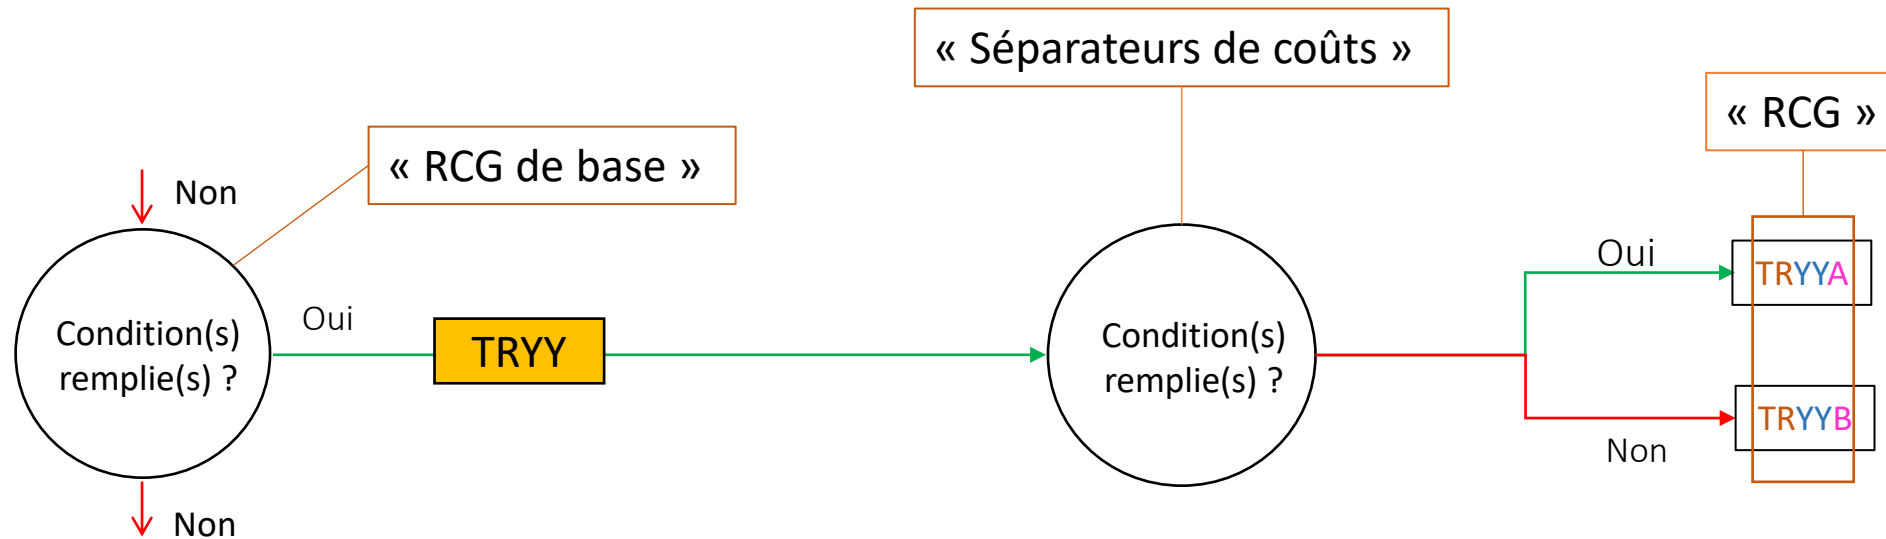 « Séparateurs de coûts »
« RCG »
« RCG de base »
Non
Condition(s)
remplie(s) ?
Oui
TRYY
Condition(s)
remplie(s) ?
Oui
TRYYA
TRYYB
Non
Non